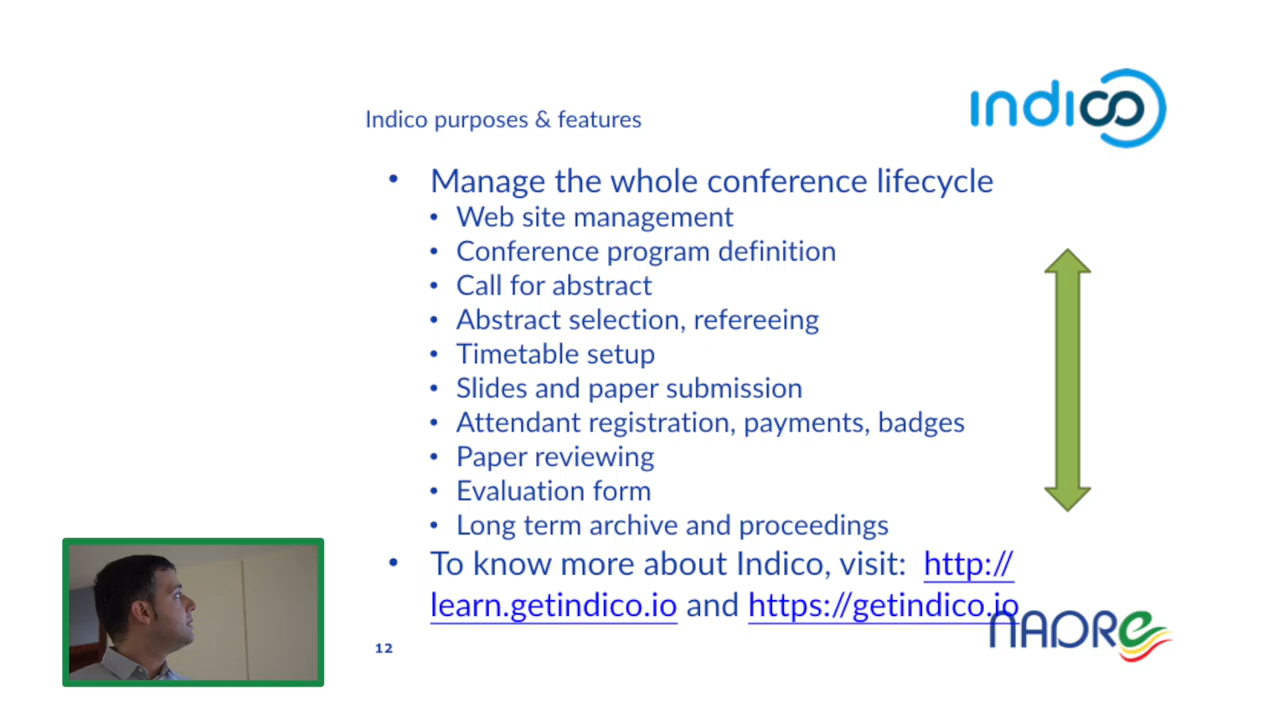 indico
Indico purposes & features
• Manage the whole conference lifecycle
• Web site management
• Conference program definition
• Call for abstract
• Abstract selection, refereeing
• Timetable setup
• Slides and paper submission
• Attendant registration, payments, badges
• Paper reviewing
• Evaluation form
• Long term archive and proceedings
• To know more about Indico, visit: http://
learn.getindico.io and https://getindico.io
NADRe
12